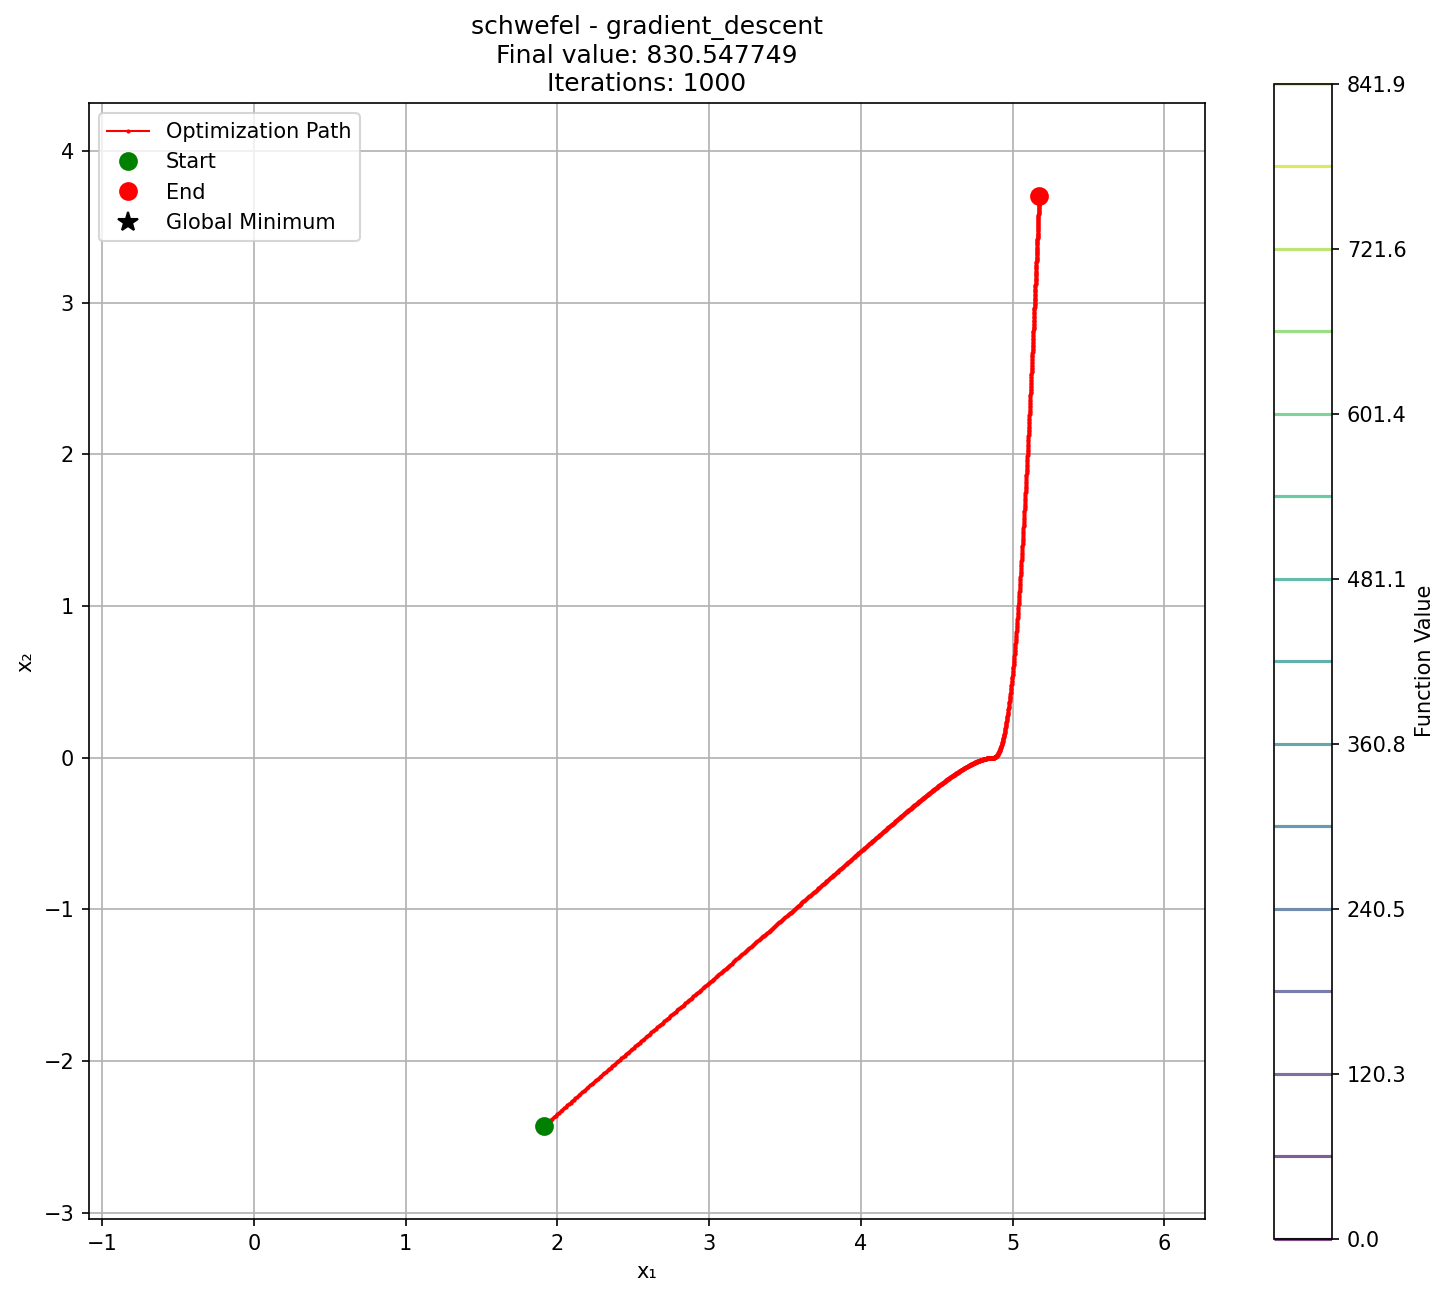 schwefel - gradient_descent
Final value: 830.547749
Iterations: 1000
Optimization Path
Start
End
Global Minimum
4
3
2
1
0
−1
−2
−3
x₂
−1
0
1
2
3
4
5
6
x₁
841.9
721.6
601.4
481.1
360.8
240.5
120.3
0.0
Function Value